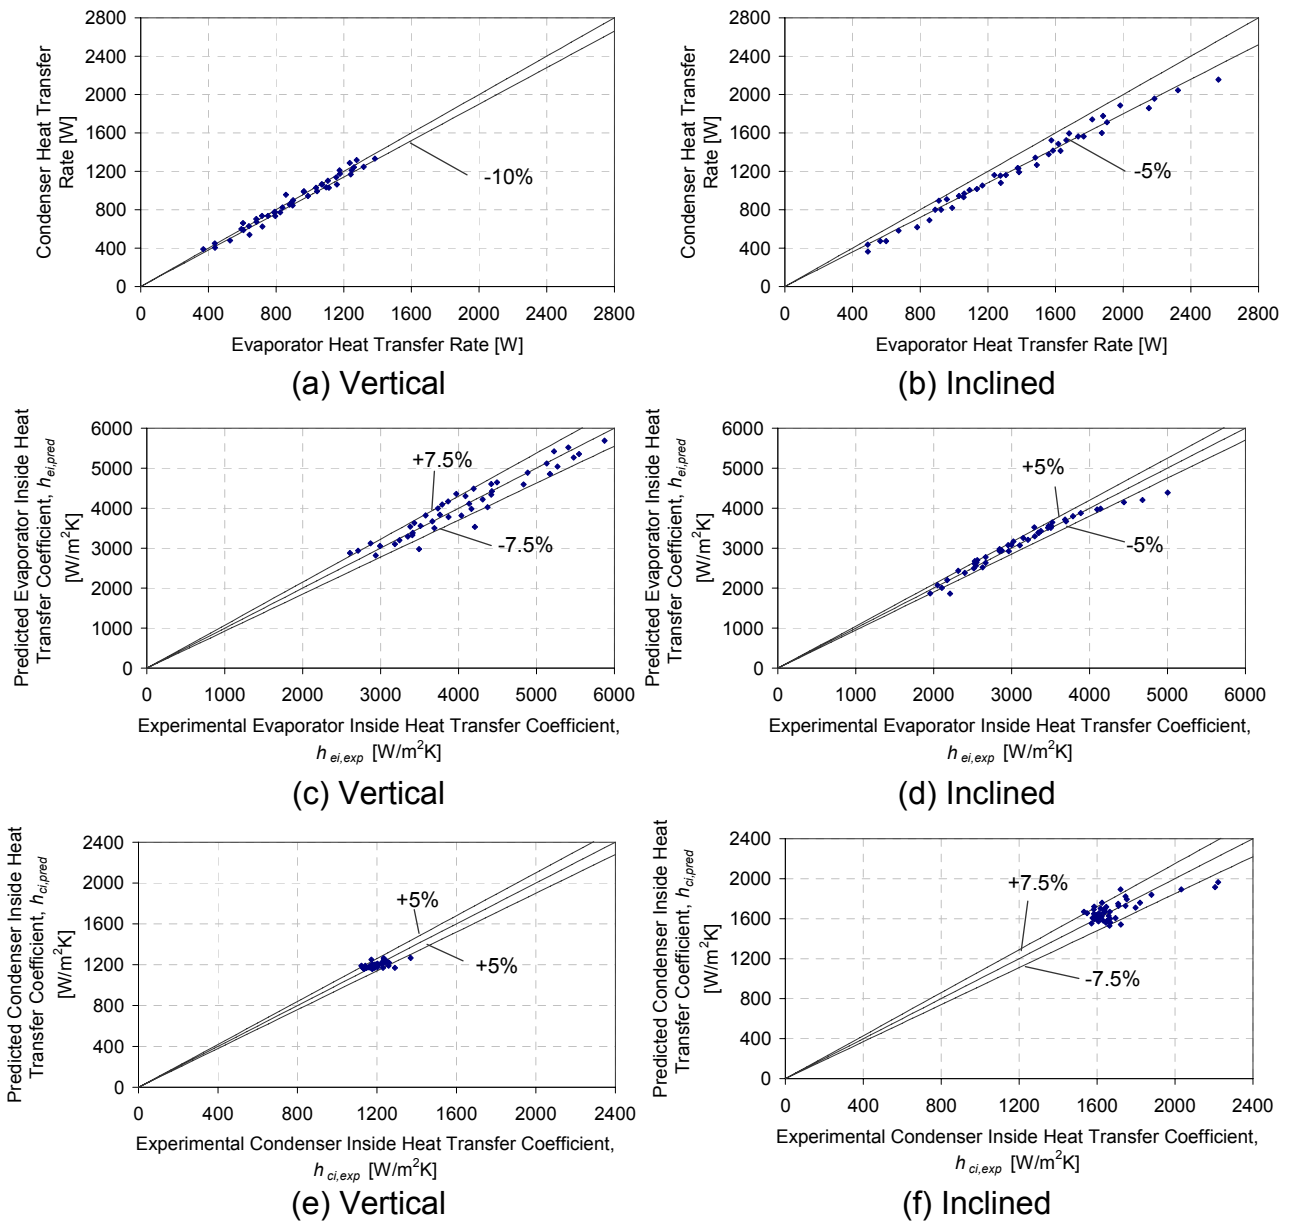 Condenser Heat Transfer
Rate [W]
2800
2400
2000
1600
1200
800
400
0
-10%
0 400 800 1200 1600 2000 2400 2800
Evaporator Heat Transfer Rate [W]
(a) Vertical
Condenser Heat Transfer
Rate [W]
2800
2400
2000
1600
1200
800
400
0
-5%
0 400 800 1200 1600 2000 2400 2800
Evaporator Heat Transfer Rate [W]
(b) Inclined
Predicted Evaporator Inside Heat
Transfer Coefficient, h ei,pred
[W/m²K]
6000
5000
4000
3000
2000
1000
0
+7.5%
-7.5%
0 1000 2000 3000 4000 5000 6000
Experimental Evaporator Inside Heat Transfer Coefficient,
h ei,exp [W/m²K]
(c) Vertical
Predicted Evaporator Inside Heat
Transfer Coefficient, h ei,pred
[W/m²K]
6000
5000
4000
3000
2000
1000
0
+5%
-5%
0 1000 2000 3000 4000 5000 6000
Experimental Evaporator Inside Heat Transfer Coefficient,
h ei,exp [W/m²K]
(d) Inclined
Predicted Condenser Inside Heat
Transfer Coefficient, h ci,pred
[W/m²K]
2400
2000
1600
1200
800
400
0
+5%
+5%
0 400 800 1200 1600 2000 2400
Experimental Condenser Inside Heat Transfer Coefficient,
h ci,exp [W/m²K]
(e) Vertical
Predicted Condenser Inside Heat
Transfer Coefficient, h ci,pred
[W/m²K]
2400
2000
1600
1200
800
400
0
+7.5%
-7.5%
0 400 800 1200 1600 2000 2400
Experimental Condenser Inside Heat Transfer Coefficient,
h ci,exp [W/m²K]
(f) Inclined